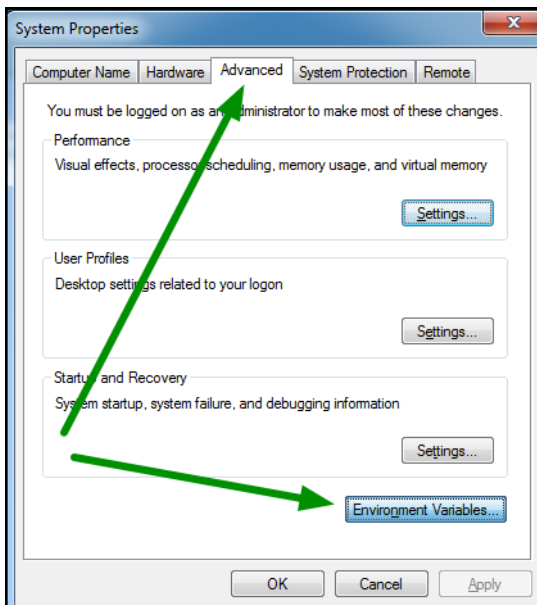 System Properties
Computer Name Hardware Advanced System Protection Remote
You must be logged on as an Administrator to make most of these changes.
Performance
Visual effects, processor scheduling, memory usage, and virtual memory
Settings...
User Profiles
Desktop settings related to your logon
Settings...
Startup and Recovery
System startup, system failure, and debugging information
Settings...
Environment Variables...
OK Cancel Apply